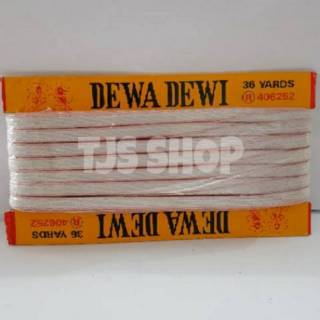 DEWA DEWI
36 YARDS
® 406252
TJS SHOP
DEWA DEWI
36 YARDS
® 406252